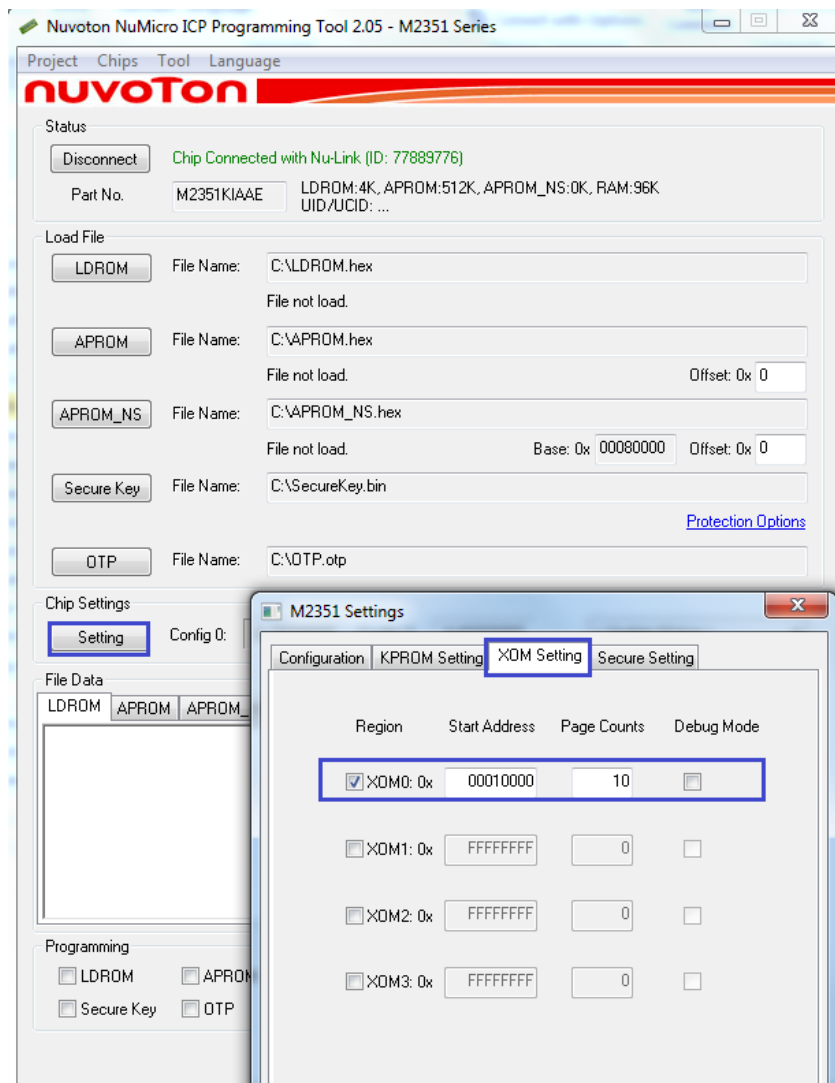 Nuvoton NuMicro ICP Programming Tool 2.05 - M2351 Series
Project Chips Tool Language
nuvoTon
Status
Disconnect Chip Connected with Nu-Link (ID: 77889776)
Part No. M2351KIAAE LDROM:4K, APROM:512K, APROM_NS:0K, RAM:96K
UID/UCID: ...
Load File
LDROM File Name: C:\LDROM.hex
File not load.
APROM File Name: C:\APROM.hex
File not load. Offset: 0x 0
APROM_NS File Name: C:\APROM_NS.hex
File not load. Base: 0x 00080000 Offset: 0x 0
Secure Key File Name: C:\SecureKey.bin
Protection Options
OTP File Name: C:\OTP.otp
Chip Settings
Setting Config 0:
File Data
LDROM APROM APROM_
Programming
LDROM APROM
Secure Key OTP
M2351 Settings
Configuration KPROM Setting XOM Setting Secure Setting
Region Start Address Page Counts Debug Mode
XOM0: 0x 00010000 10
XOM1: 0x FFFFFFFF 0
XOM2: 0x FFFFFFFF 0
XOM3: 0x FFFFFFFF 0